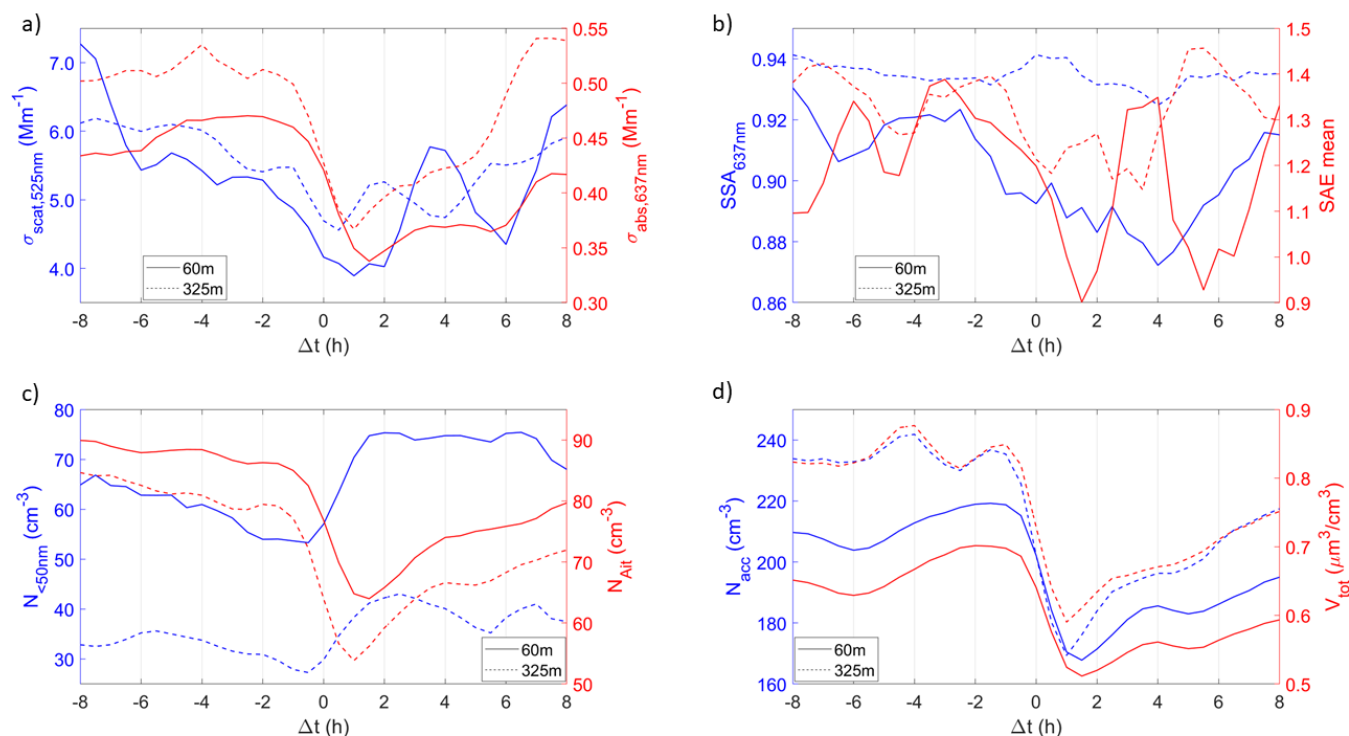 a)
σscat,525nm (Mm⁻¹)
7.0
6.0
5.0
4.0
0.55
0.50
0.45
0.40
0.35
0.30
σabs,637nm (Mm⁻¹)
60m
325m
-8 -6 -4 -2 0 2 4 6 8
Δt (h)
b)
SSA637nm
0.94
0.92
0.90
0.88
0.86
1.5
1.4
1.3
1.2
1.1
1.0
0.9
SAE mean
60m
325m
-8 -6 -4 -2 0 2 4 6 8
Δt (h)
c)
N<50nm (cm⁻³)
80
70
60
50
40
30
90
80
70
60
50
NAit (cm⁻³)
60m
325m
-8 -6 -4 -2 0 2 4 6 8
Δt (h)
d)
Nacc (cm⁻³)
240
220
200
180
160
0.9
0.8
0.7
0.6
0.5
Vtot (μm³/cm³)
60m
325m
-8 -6 -4 -2 0 2 4 6 8
Δt (h)